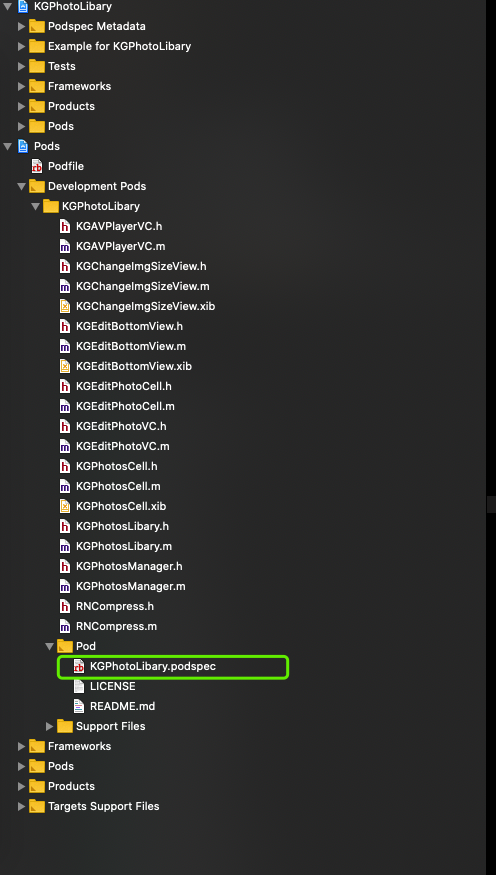 KGPhotoLibary
Podspec Metadata
Example for KGPhotoLibary
Tests
Frameworks
Products
Pods
Pods
Podfile
Development Pods
KGPhotoLibary
KGAVPlayerVC.h
KGAVPlayerVC.m
KGChangeImgSizeView.h
KGChangeImgSizeView.m
KGChangeImgSizeView.xib
KGEditBottomView.h
KGEditBottomView.m
KGEditBottomView.xib
KGEditPhotoCell.h
KGEditPhotoCell.m
KGEditPhotoVC.h
KGEditPhotoVC.m
KGPhotosCell.h
KGPhotosCell.m
KGPhotosCell.xib
KGPhotosLibary.h
KGPhotosLibary.m
KGPhotosManager.h
KGPhotosManager.m
RNCompress.h
RNCompress.m
Pod
KGPhotoLibary.podspec
LICENSE
README.md
Support Files
Frameworks
Pods
Products
Targets Support Files